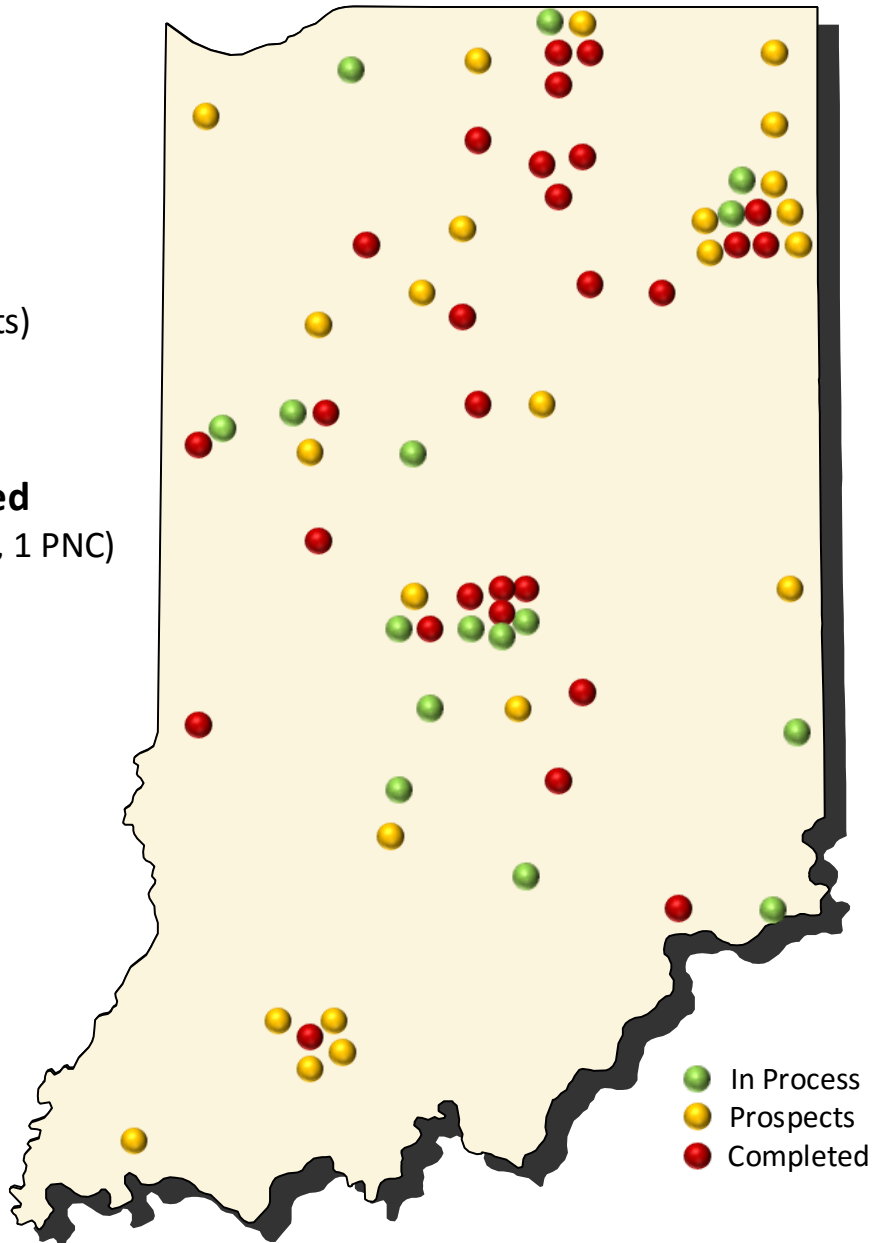 ts)
ed
, 1 PNC)
In Process
Prospects
Completed